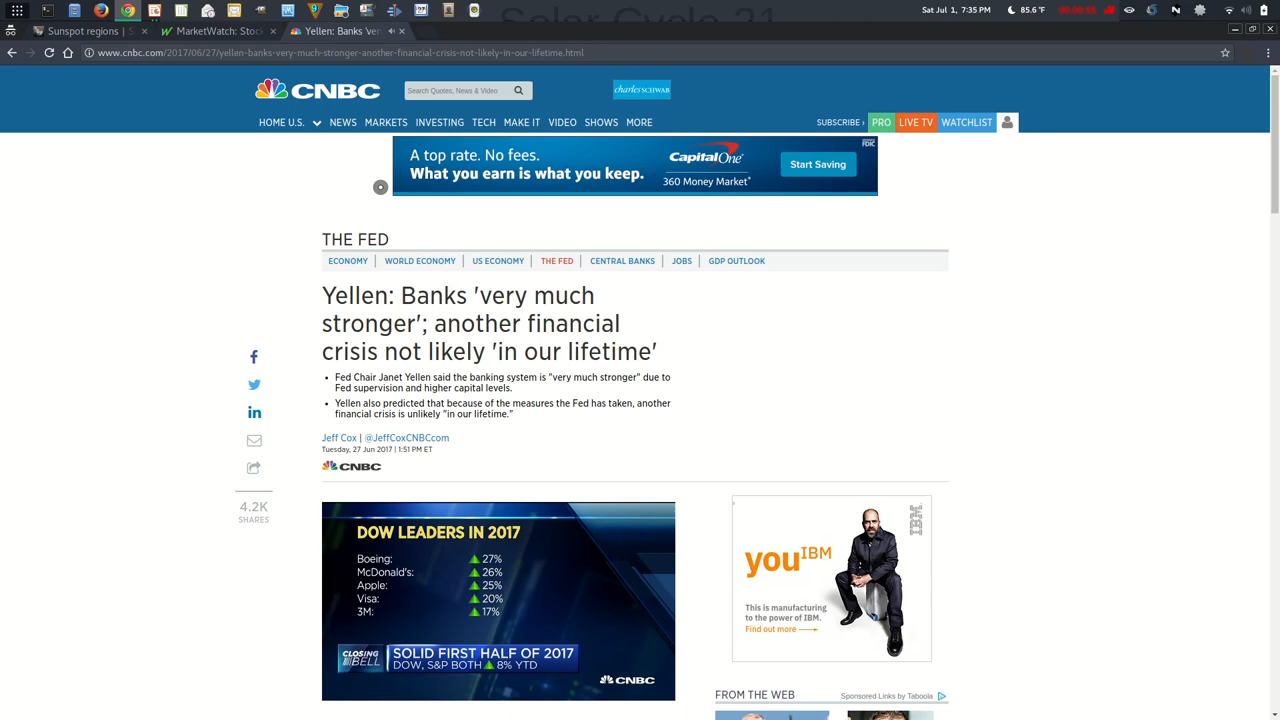 Solar Cycle 21
Sat Jul 1, 7:35 PM
85.6 °F
Sunspot regions | S
MarketWatch: Stock
Yellen: Banks 'ver
www.cnbc.com/2017/06/27/yellen-banks-very-much-stronger-another-financial-crisis-not-likely-in-our-lifetime.html
CNBC
Search Quotes, News & Video
charles SCHWAB
HOME U.S. NEWS MARKETS INVESTING TECH MAKE IT VIDEO SHOWS MORE
SUBSCRIBE › PRO LIVE TV WATCHLIST
A top rate. No fees.
What you earn is what you keep.
Capital One
360 Money Market®
Start Saving
FDIC
THE FED
ECONOMY | WORLD ECONOMY | US ECONOMY | THE FED | CENTRAL BANKS | JOBS | GDP OUTLOOK
Yellen: Banks 'very much
stronger'; another financial
crisis not likely 'in our lifetime'
• Fed Chair Janet Yellen said the banking system is "very much stronger" due to
Fed supervision and higher capital levels.
• Yellen also predicted that because of the measures the Fed has taken, another
financial crisis is unlikely "in our lifetime."
Jeff Cox | @JeffCoxCNBCcom
Tuesday, 27 Jun 2017 | 1:51 PM ET
CNBC
4.2K
SHARES
DOW LEADERS IN 2017
Boeing: 27%
McDonald's: 26%
Apple: 25%
Visa: 20%
3M: 17%
CLOSING BELL
SOLID FIRST HALF OF 2017
DOW, S&P BOTH 8% YTD
CNBC
IBM
youIBM
This is manufacturing
to the power of IBM.
Find out more
FROM THE WEB
Sponsored Links by Taboola